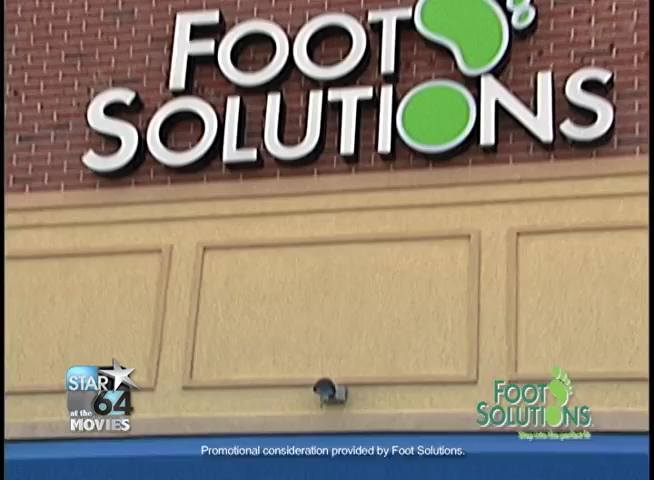 FOOT
SOLUTIONS
STAR
64
at the
MOVIES
FOOT
SOLUTIONS
Promotional consideration provided by Foot Solutions.